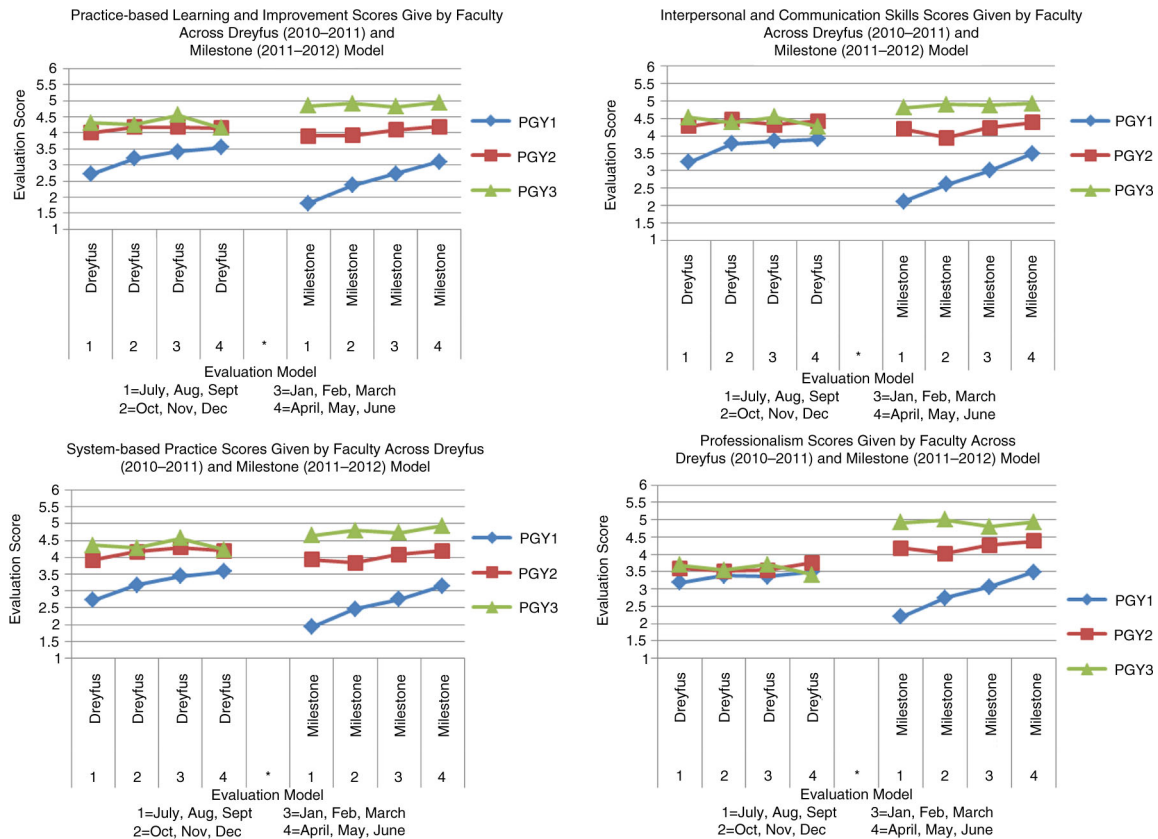 Practice-based Learning and Improvement Scores Give by Faculty
Across Dreyfus (2010–2011) and
Milestone (2011–2012) Model
6
5.5
5
4.5
4
3.5
3
2.5
2
1.5
1
Evaluation Score
PGY1
PGY2
PGY3
Dreyfus Dreyfus Dreyfus Dreyfus Milestone Milestone Milestone Milestone
1 2 3 4 * 1 2 3 4
Evaluation Model
1=July, Aug, Sept 3=Jan, Feb, March
2=Oct, Nov, Dec 4=April, May, June
Interpersonal and Communication Skills Scores Given by Faculty
Across Dreyfus (2010–2011) and
Milestone (2011–2012) Model
6
5.5
5
4.5
4
3.5
3
2.5
2
1.5
1
Evaluation Score
PGY1
PGY2
PGY3
Dreyfus Dreyfus Dreyfus Dreyfus Milestone Milestone Milestone Milestone
1 2 3 4 * 1 2 3 4
Evaluation Model
1=July, Aug, Sept 3=Jan, Feb, March
2=Oct, Nov, Dec 4=April, May, June
System-based Practice Scores Given by Faculty Across Dreyfus
(2010–2011) and Milestone (2011–2012) Model
6
5.5
5
4.5
4
3.5
3
2.5
2
1.5
1
Evaluation Score
PGY1
PGY2
PGY3
Dreyfus Dreyfus Dreyfus Dreyfus Milestone Milestone Milestone Milestone
1 2 3 4 * 1 2 3 4
Evaluation Model
1=July, Aug, Sept 3=Jan, Feb, March
2=Oct, Nov, Dec 4=April, May, June
Professionalism Scores Given by Faculty Across
Dreyfus (2010–2011) and Milestone (2011–2012) Model
6
5.5
5
4.5
4
3.5
3
2.5
2
1.5
1
Evaluation Score
PGY1
PGY2
PGY3
Dreyfus Dreyfus Dreyfus Dreyfus Milestone Milestone Milestone Milestone
1 2 3 4 * 1 2 3 4
Evaluation Model
1=July, Aug, Sept 3=Jan, Feb, March
2=Oct, Nov, Dec 4=April, May, June